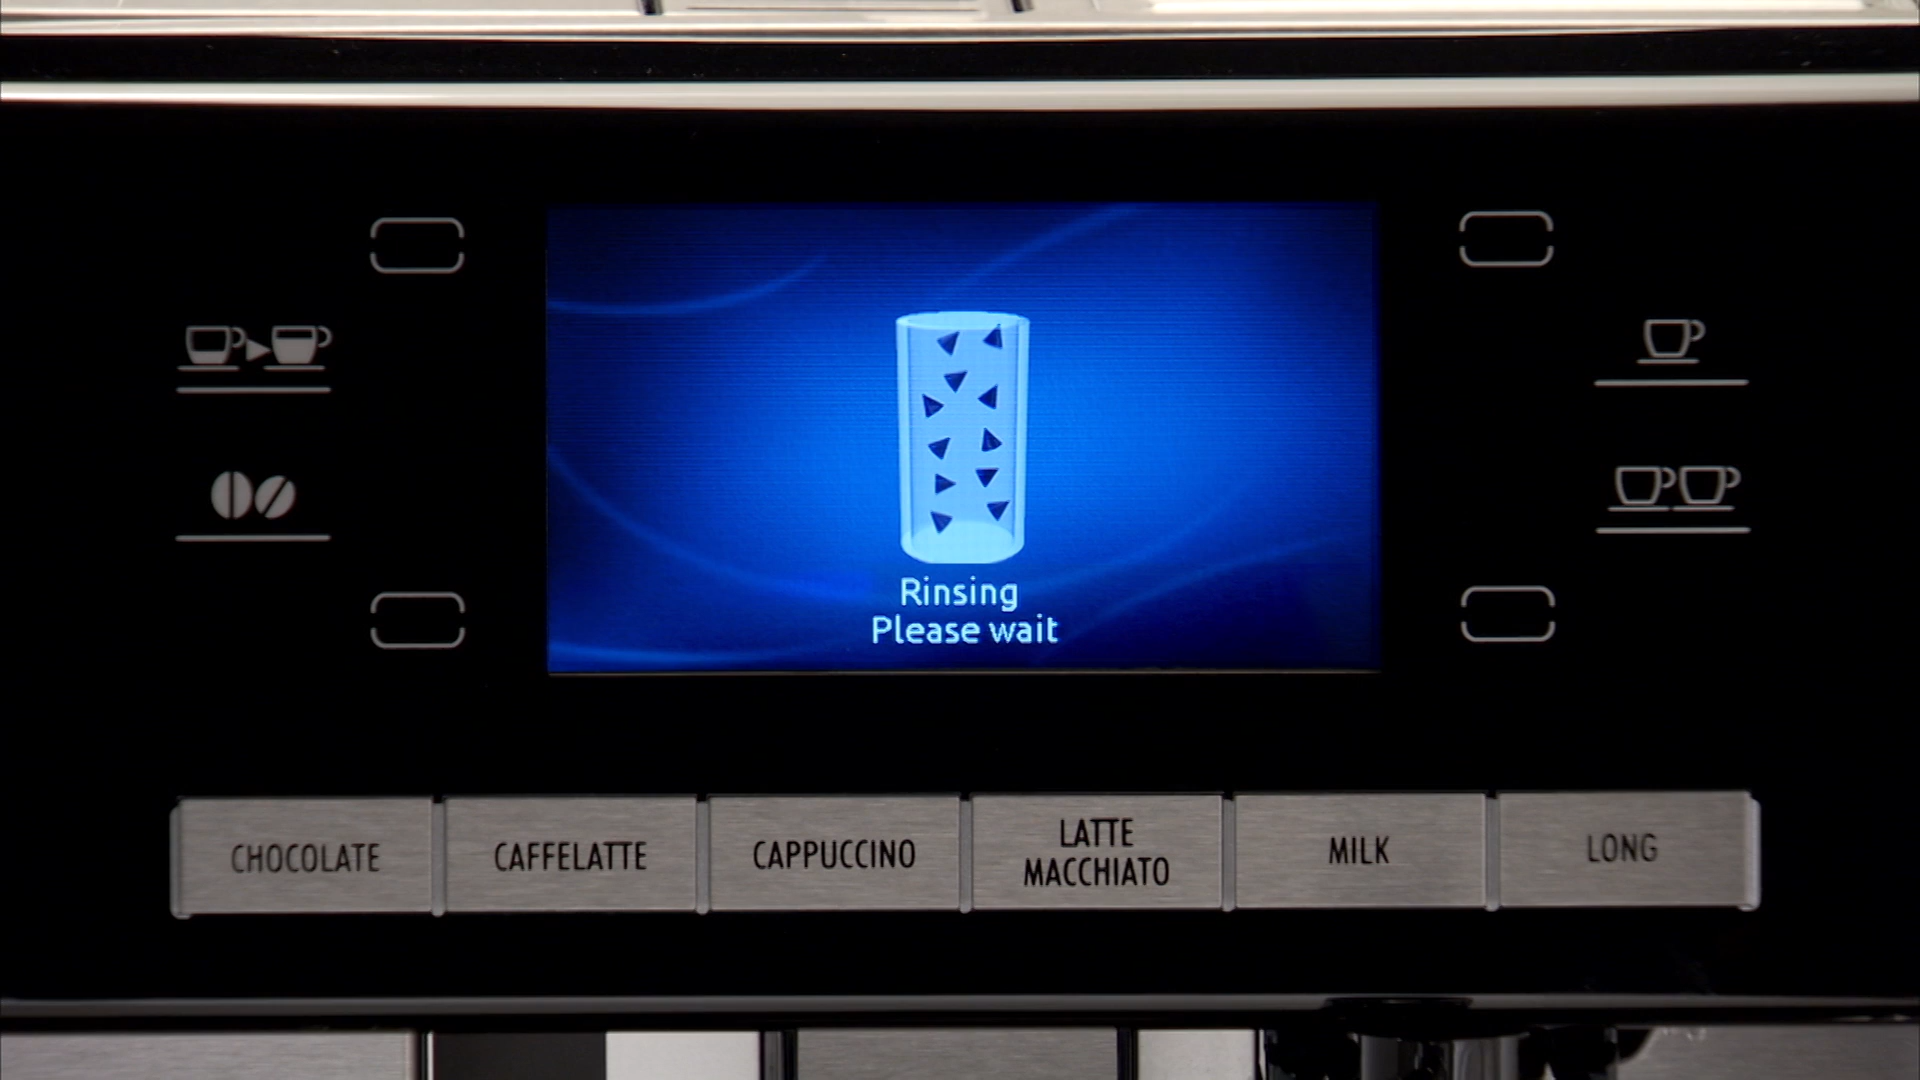 Rinsing
Please wait
CHOCOLATE
CAFFELATTE
CAPPUCCINO
LATTE
MACCHIATO
MILK
LONG